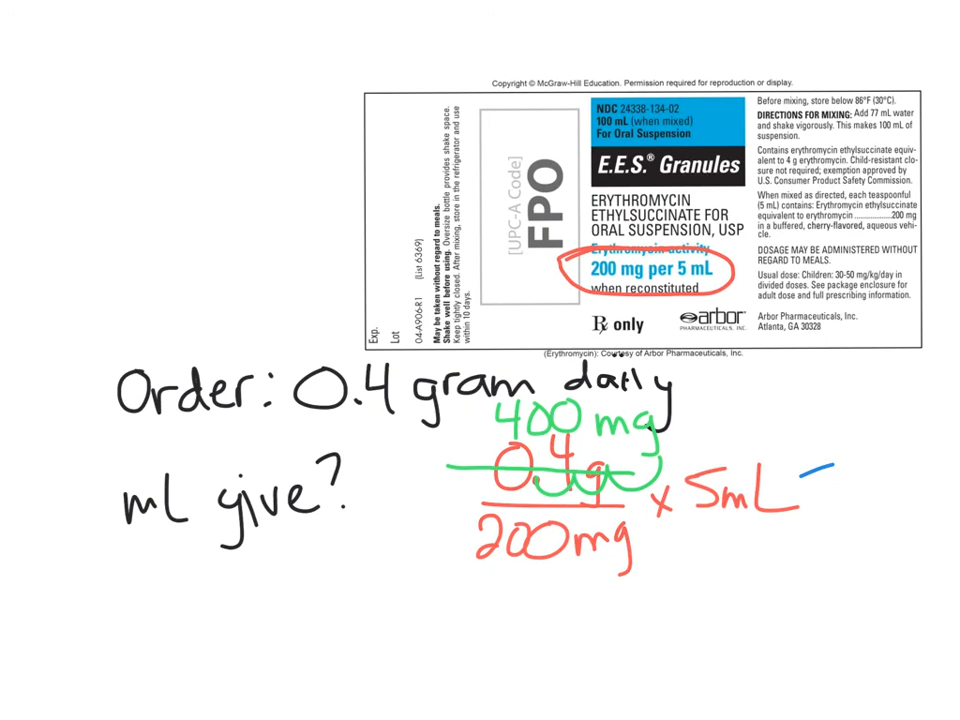 Copyright © McGraw-Hill Education. Permission required for reproduction or display.
Exp.
Lot
04-A906-R1 (List 6369)
May be taken without regard to meals.
Shake well before using. Oversize bottle provides shake space.
Keep tightly closed. After mixing, store in the refrigerator and use
within 10 days.
[UPC-A Code]
FPO
NDC 24338-134-02
100 mL (when mixed)
For Oral Suspension
E.E.S.® Granules
ERYTHROMYCIN
ETHYLSUCCINATE FOR
ORAL SUSPENSION, USP
Erythromycin activity
200 mg per 5 mL
when reconstituted
Rx only
arbor®
PHARMACEUTICALS, INC.
Before mixing, store below 86°F (30°C).
DIRECTIONS FOR MIXING: Add 77 mL water
and shake vigorously. This makes 100 mL of
suspension.
Contains erythromycin ethylsuccinate equiv-
alent to 4 g erythromycin. Child-resistant clo-
sure not required; exemption approved by
U.S. Consumer Product Safety Commission.
When mixed as directed, each teaspoonful
(5 mL) contains: Erythromycin ethylsuccinate
equivalent to erythromycin ................200 mg
in a buffered, cherry-flavored, aqueous vehi-
cle.
DOSAGE MAY BE ADMINISTERED WITHOUT
REGARD TO MEALS.
Usual dose: Children: 30-50 mg/kg/day in
divided doses. See package enclosure for
adult dose and full prescribing information.
Arbor Pharmaceuticals, Inc.
Atlanta, GA 30328
(Erythromycin): Courtesy of Arbor Pharmaceuticals, Inc.
Order: 0.4 gram daily
400 mg
mL give?
0.4g
200mg
x 5mL